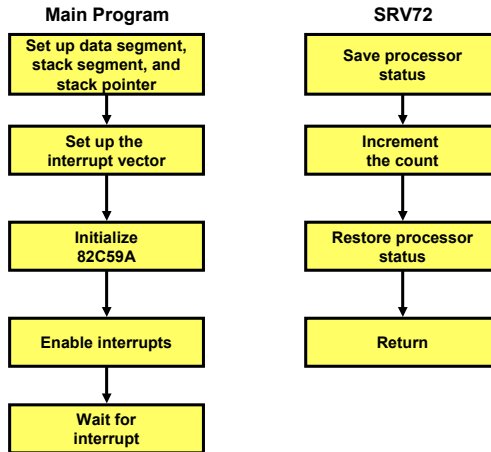 Main Program
Set up data segment,
stack segment, and
stack pointer
Set up the
interrupt vector
Initialize
82C59A
Enable interrupts
Wait for
interrupt
SRV72
Save processor
status
Increment
the count
Restore processor
status
Return